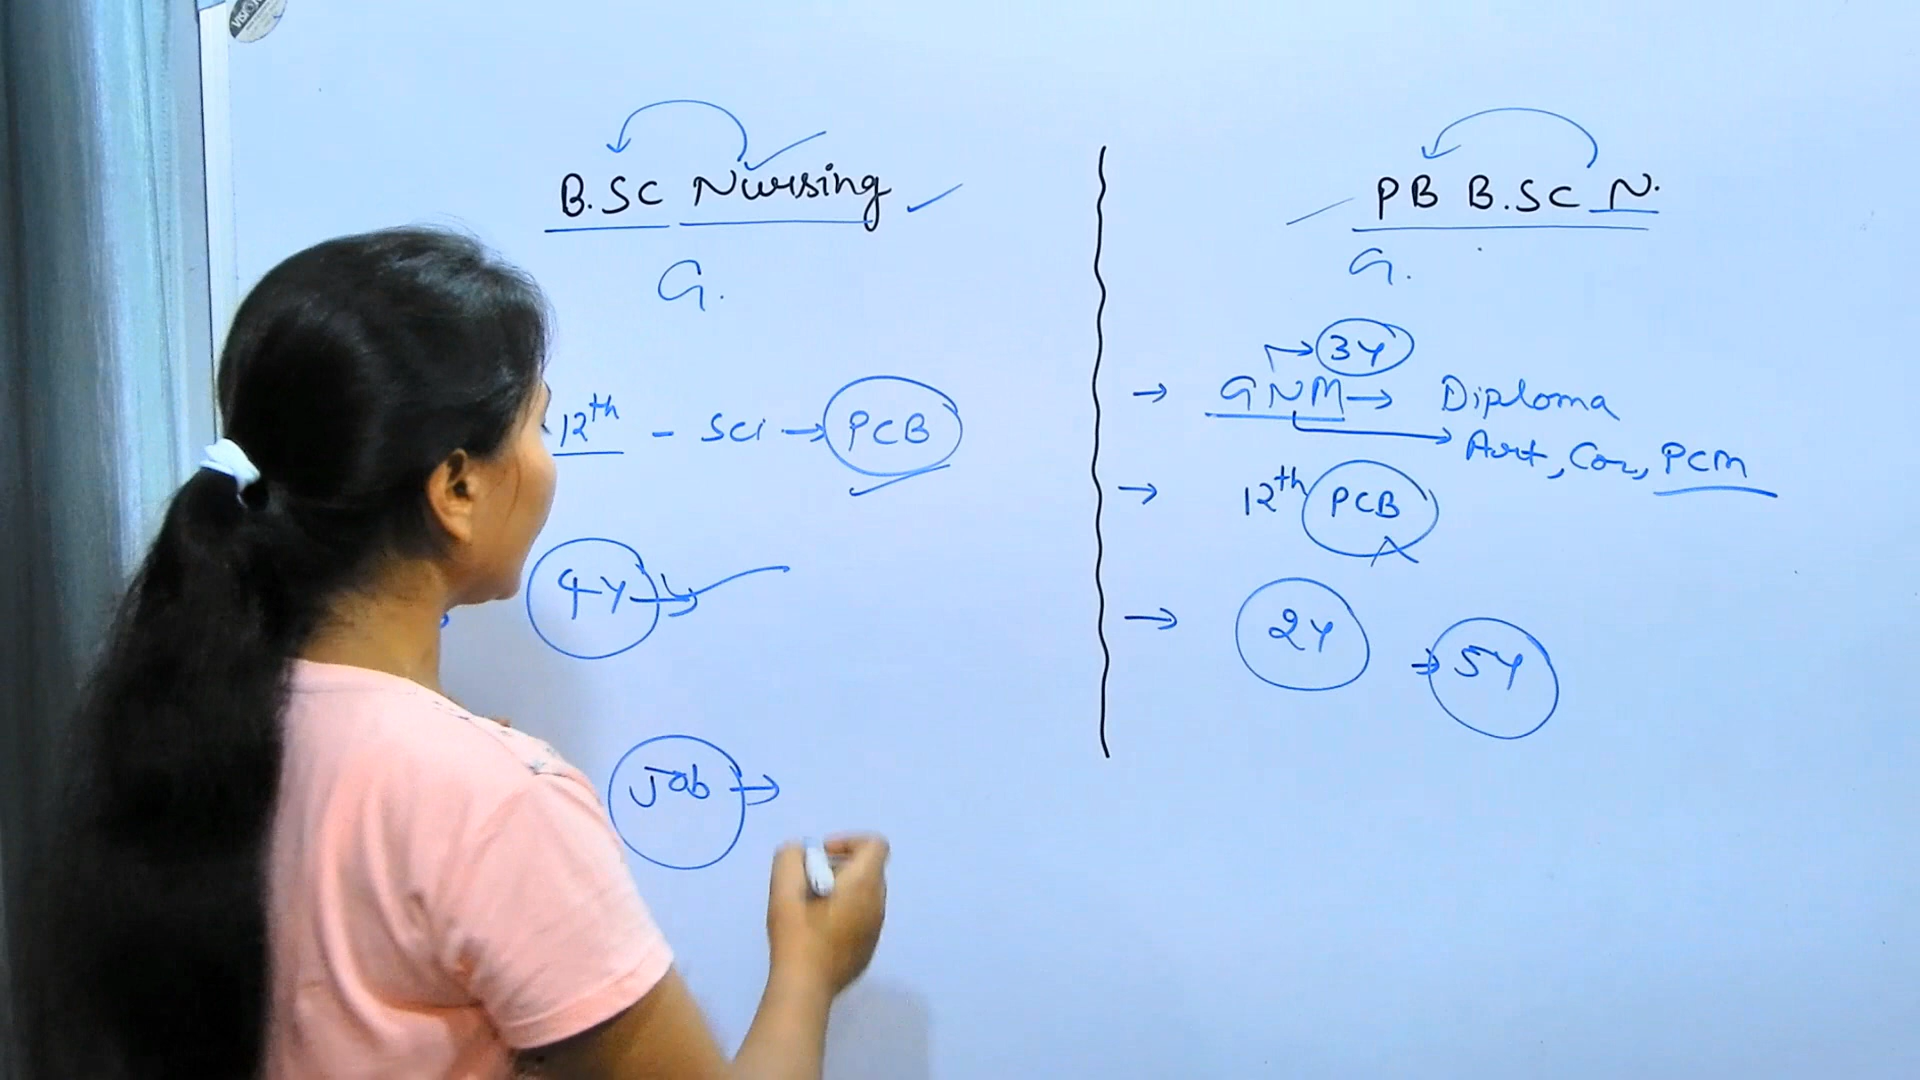 VISION
B.Sc Nursing
G.
12th - Sci → PCB
4Y →
Job →
PB B.Sc N.
G.
→ 3Y
→ GNM → Diploma
→ Art, Com, PCM
→ 12th PCB
→ 2Y → 5Y